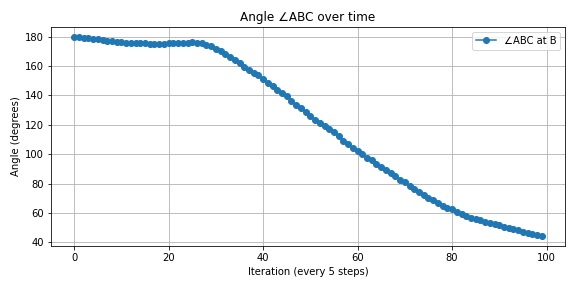 Angle ∠ABC over time
∠ABC at B
Angle (degrees)
180
160
140
120
100
80
60
40
0 20 40 60 80 100
Iteration (every 5 steps)